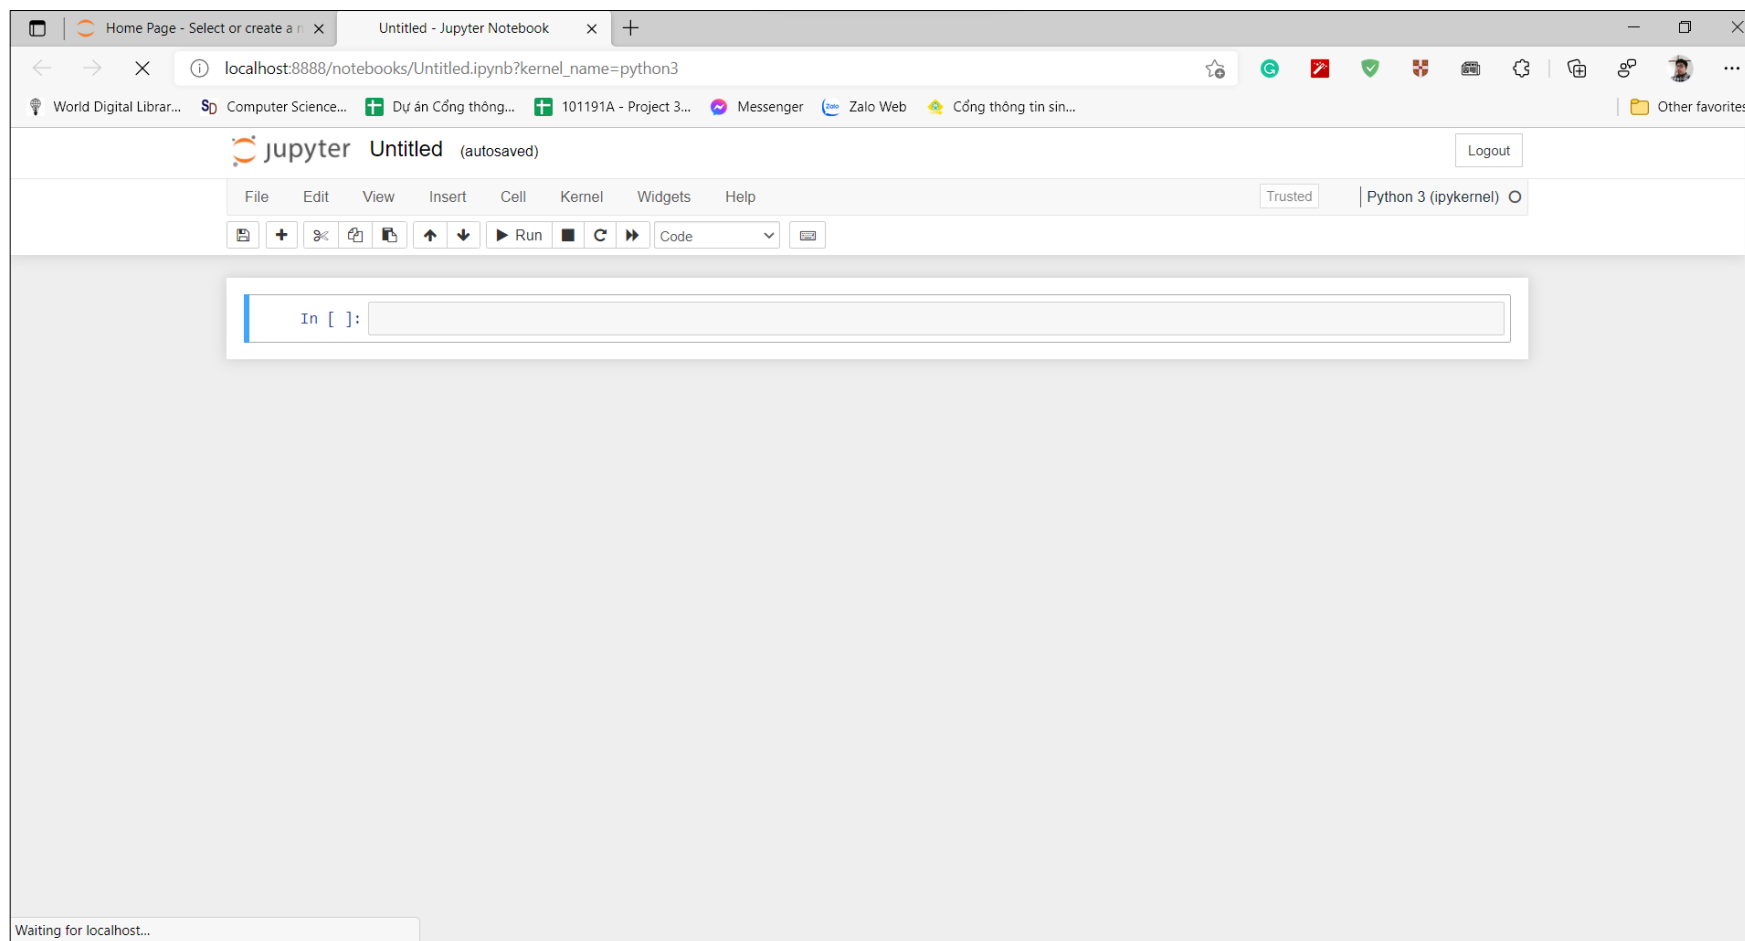 Home Page - Select or create a n
Untitled - Jupyter Notebook
localhost:8888/notebooks/Untitled.ipynb?kernel_name=python3
World Digital Librar... SD Computer Science... Dự án Cổng thông... 101191A - Project 3... Messenger Zalo Zalo Web Cổng thông tin sin... Other favorites
jupyter Untitled (autosaved) Logout
File Edit View Insert Cell Kernel Widgets Help Trusted Python 3 (ipykernel)
Run Code
In [ ]:
Waiting for localhost...